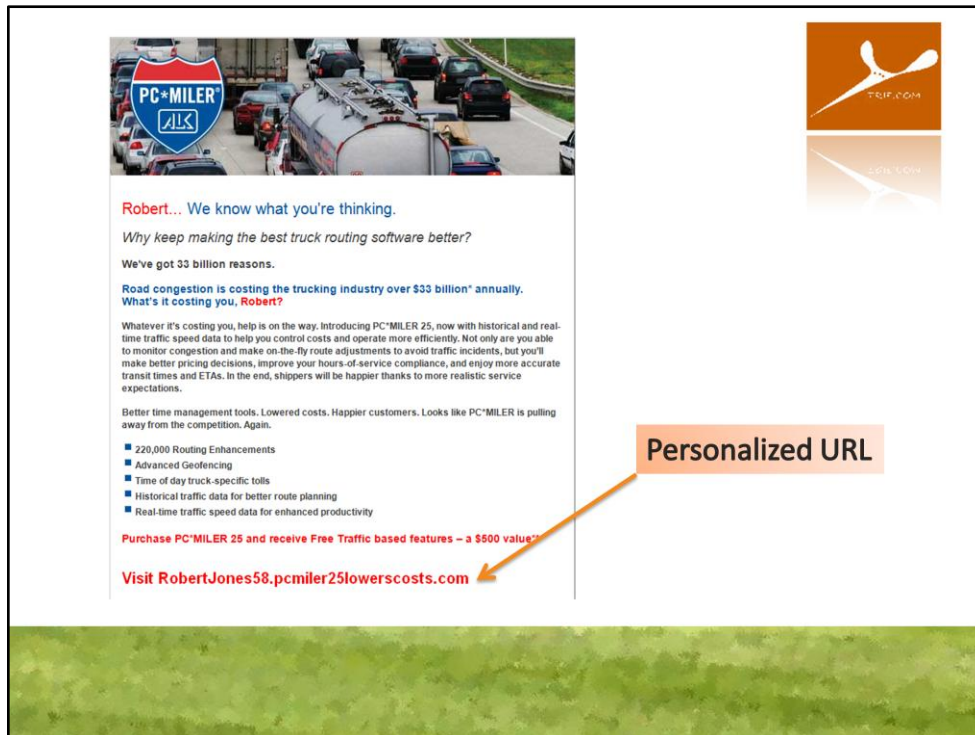 PC*MILER®
ALK
TRIF.COM
Robert... We know what you're thinking.
Why keep making the best truck routing software better?
We've got 33 billion reasons.
Road congestion is costing the trucking industry over $33 billion* annually.
What's it costing you, Robert?
Whatever it's costing you, help is on the way. Introducing PC*MILER 25, now with historical and real-
time traffic speed data to help you control costs and operate more efficiently. Not only are you able
to monitor congestion and make on-the-fly route adjustments to avoid traffic incidents, but you'll
make better pricing decisions, improve your hours-of-service compliance, and enjoy more accurate
transit times and ETAs. In the end, shippers will be happier thanks to more realistic service
expectations.
Better time management tools. Lowered costs. Happier customers. Looks like PC*MILER is pulling
away from the competition. Again.
220,000 Routing Enhancements
Advanced Geofencing
Time of day truck-specific tolls
Historical traffic data for better route planning
Real-time traffic speed data for enhanced productivity
Purchase PC*MILER 25 and receive Free Traffic based features – a $500 value**
Visit RobertJones58.pcmiler25lowerscosts.com
Personalized URL